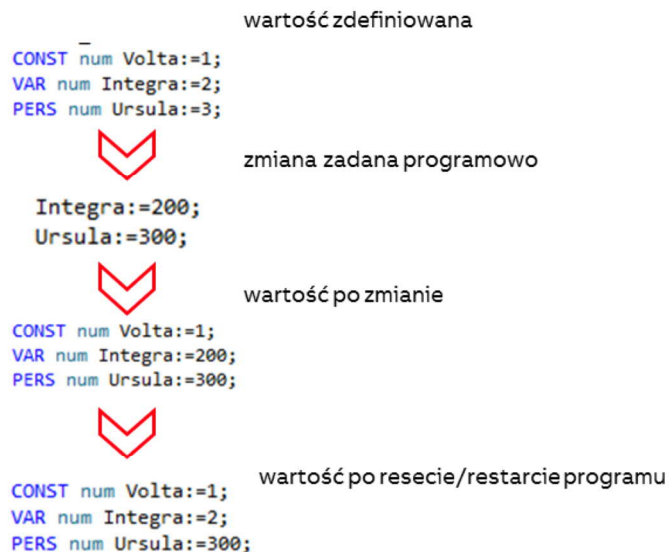 wartość zdefiniowana
CONST num Volta:=1;
VAR num Integra:=2;
PERS num Ursula:=3;
zmiana zadana programowo
Integra:=200;
Ursula:=300;
wartość po zmianie
CONST num Volta:=1;
VAR num Integra:=200;
PERS num Ursula:=300;
wartość po resecie/restarcie programu
CONST num Volta:=1;
VAR num Integra:=2;
PERS num Ursula:=300;